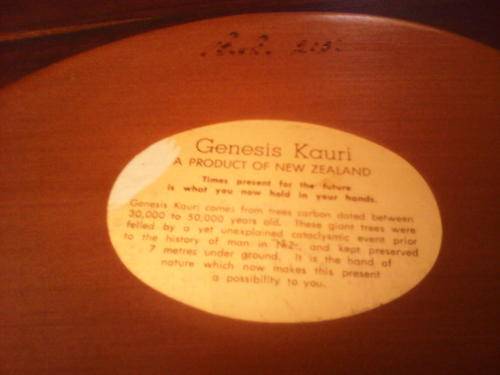 Genesis Kauri
A PRODUCT OF NEW ZEALAND
Times present for the future
is what you now hold in your hands.
Genesis Kauri comes from trees carbon dated between
30,000 to 50,000 years old. These giant trees were
felled by a yet unexplained cataclysmic event prior
to the history of man in N.Z., and kept preserved
7 metres under ground. It is the hand of
nature which now makes this present
a possibility to you.